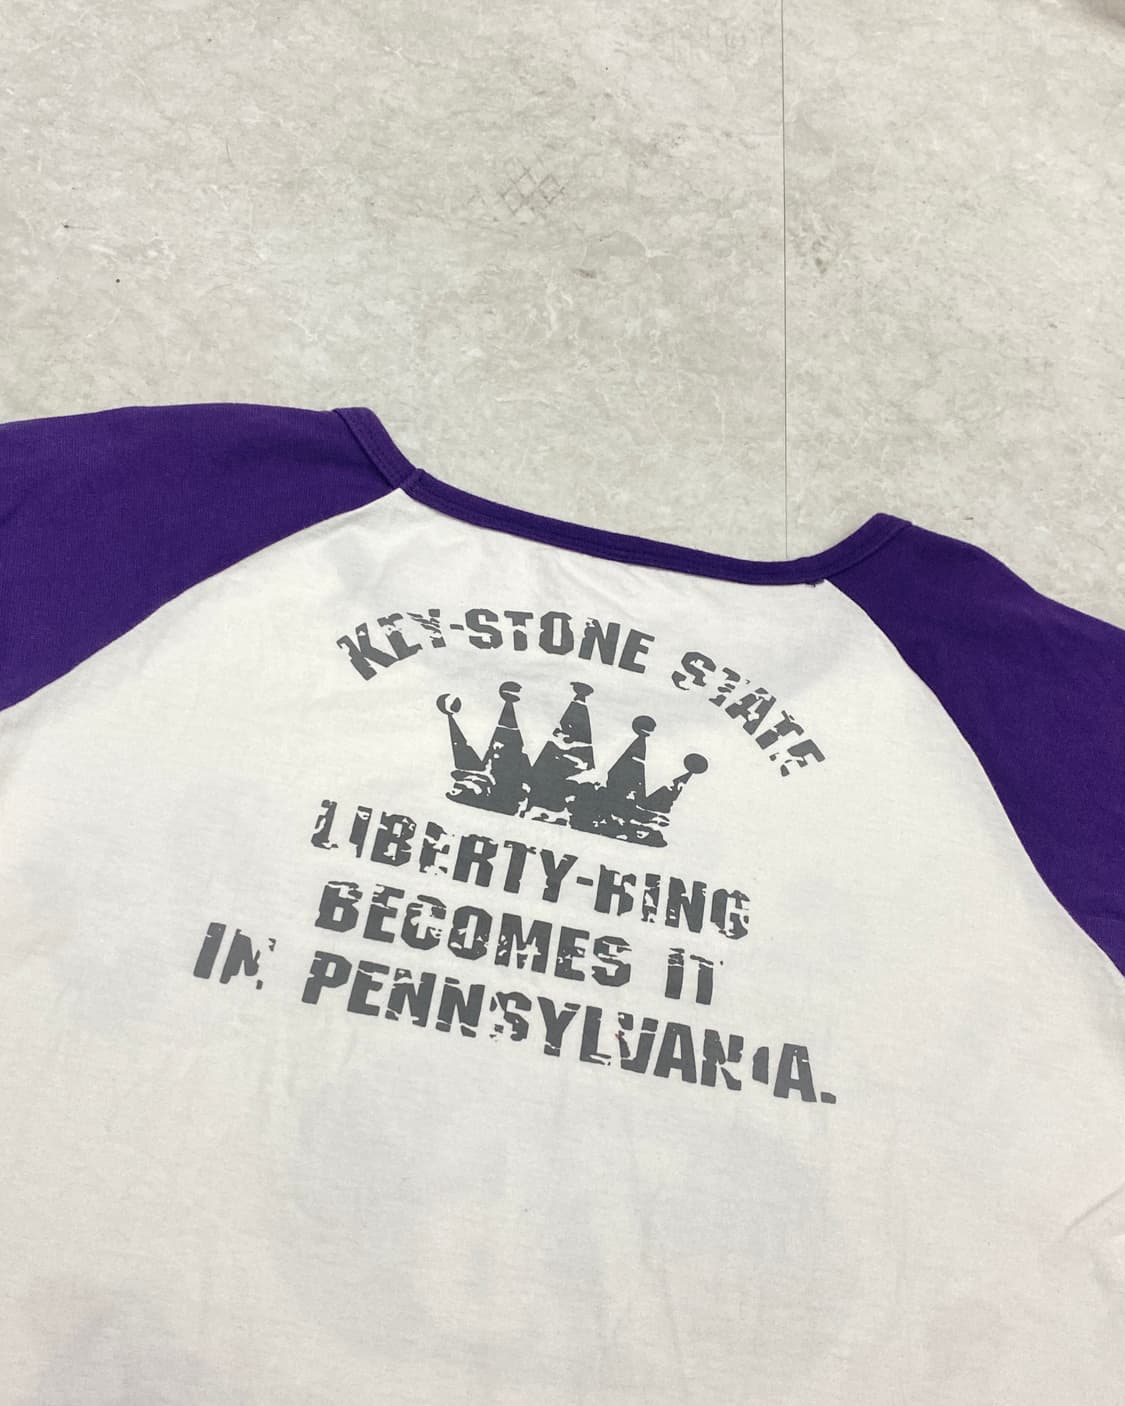 KEY-STONE STATE
LIBERTY-RING
BECOMES IT
IN PENNSYLVANIA.